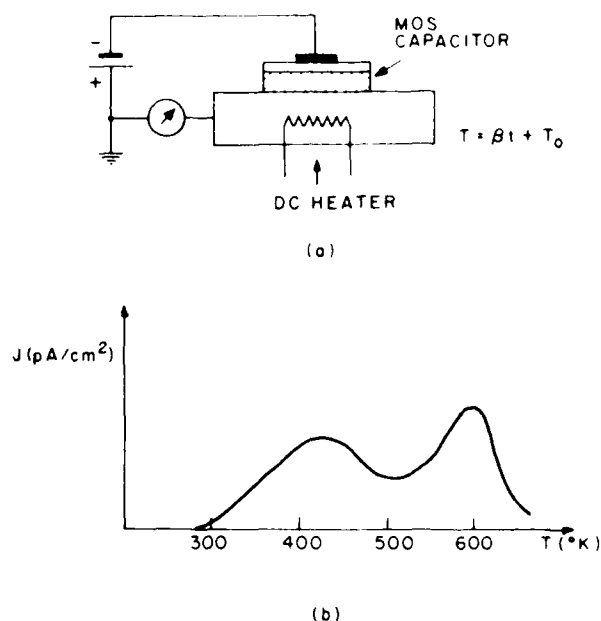 MOS
CAPACITOR
-
+
T = βt + T₀
DC HEATER
(a)
J(pA/cm²)
300 400 500 600 T(°K)
(b)